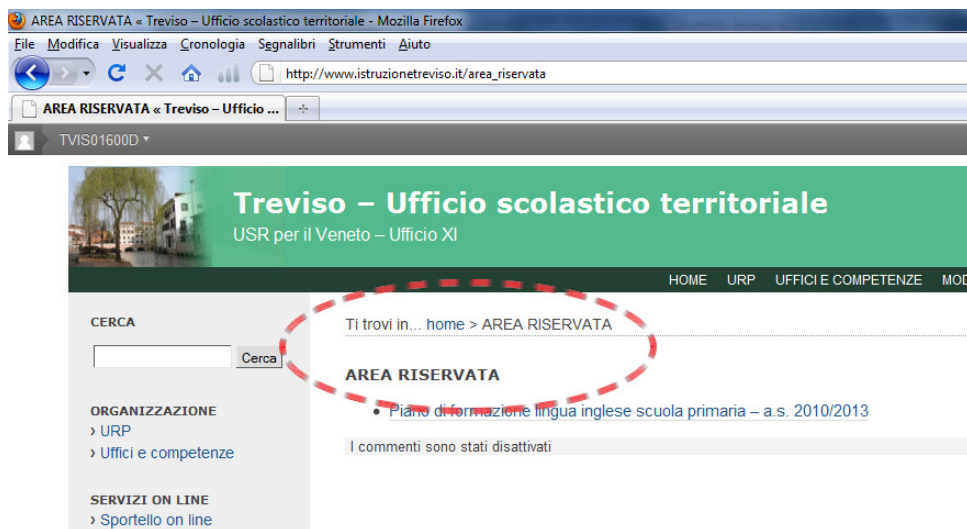 AREA RISERVATA « Treviso – Ufficio scolastico territoriale - Mozilla Firefox
File Modifica Visualizza Cronologia Segnalibri Strumenti Aiuto
http://www.istruzionetreviso.it/area_riservata
AREA RISERVATA « Treviso – Ufficio ...
TVIS01600D
Treviso – Ufficio scolastico territoriale
USR per il Veneto – Ufficio XI
HOME URP UFFICI E COMPETENZE MOD
CERCA
Cerca
ORGANIZZAZIONE
› URP
› Uffici e competenze
SERVIZI ON LINE
› Sportello on line
Ti trovi in... home > AREA RISERVATA
AREA RISERVATA
• Piano di formazione lingua inglese scuola primaria – a.s. 2010/2013
I commenti sono stati disattivati